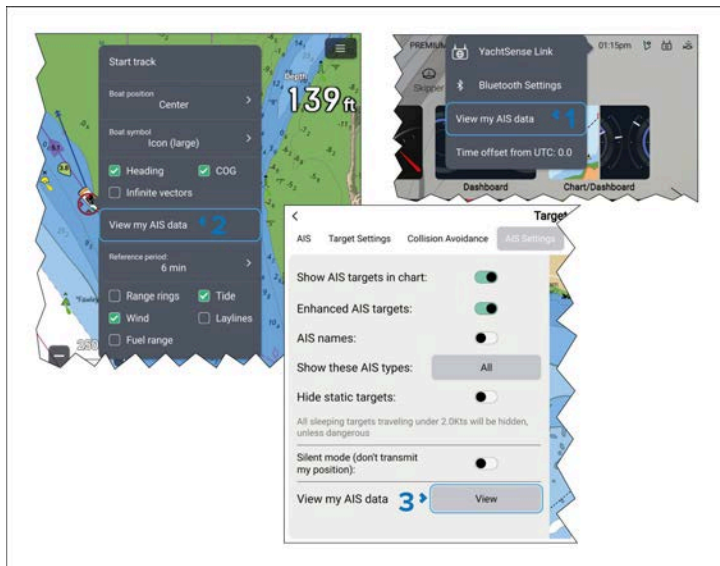 Start track
Depth
139 ft
Boat position
Center
Boat symbol
Icon (large)
Heading
COG
Infinite vectors
View my AIS data
2
Reference period:
6 min
Range rings
Tide
Wind
Laylines
Fuel range
PREMIUM
YachtSense Link
01:15pm
Skipper
Bluetooth Settings
View my AIS data
1
Time offset from UTC: 0.0
Dashboard
Chart/Dashboard
Target
AIS
Target Settings
Collision Avoidance
AIS Settings
Show AIS targets in chart:
Enhanced AIS targets:
AIS names:
Show these AIS types:
All
Hide static targets:
All sleeping targets traveling under 2.0Kts will be hidden,
unless dangerous
Silent mode (don't transmit
my position):
View my AIS data
3
View